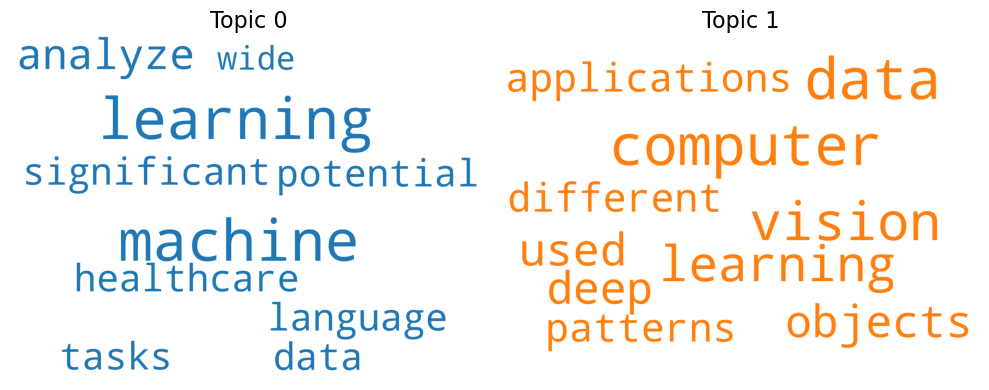 Topic 0
analyze wide
learning
significant potential
machine
healthcare
language
tasks data
Topic 1
applications data
computer
different
vision
used learning
deep
patterns objects